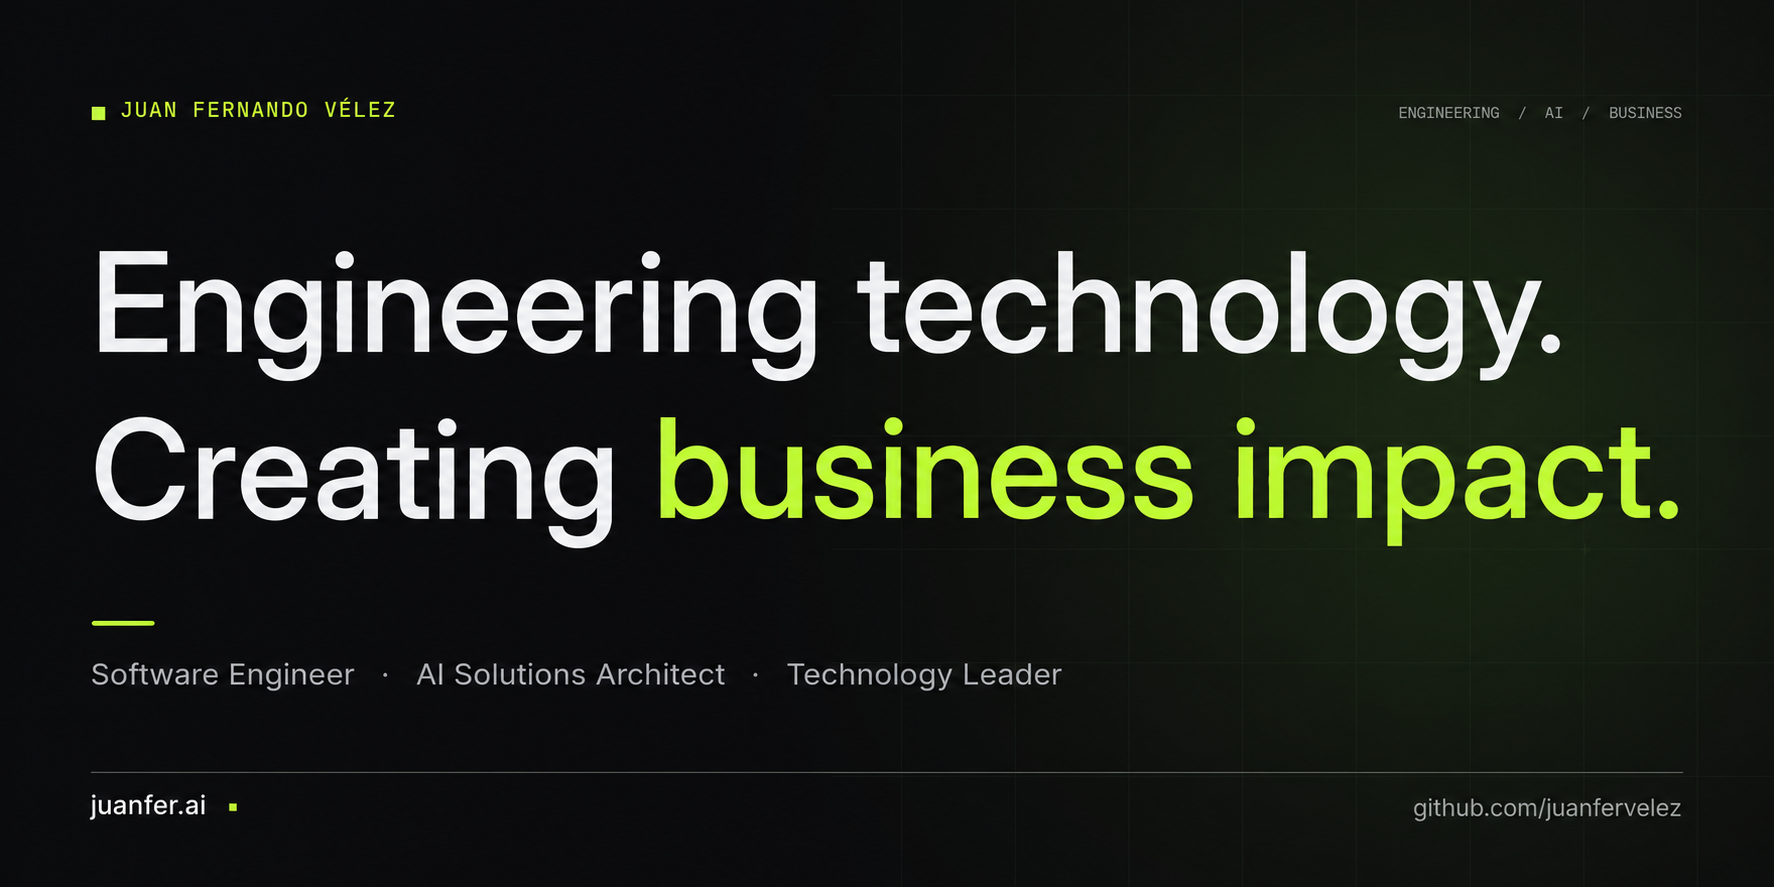 JUAN FERNANDO VÉLEZ
ENGINEERING / AI / BUSINESS
Engineering technology.
Creating business impact.
Software Engineer · AI Solutions Architect · Technology Leader
juanfer.ai
github.com/juanfervelez